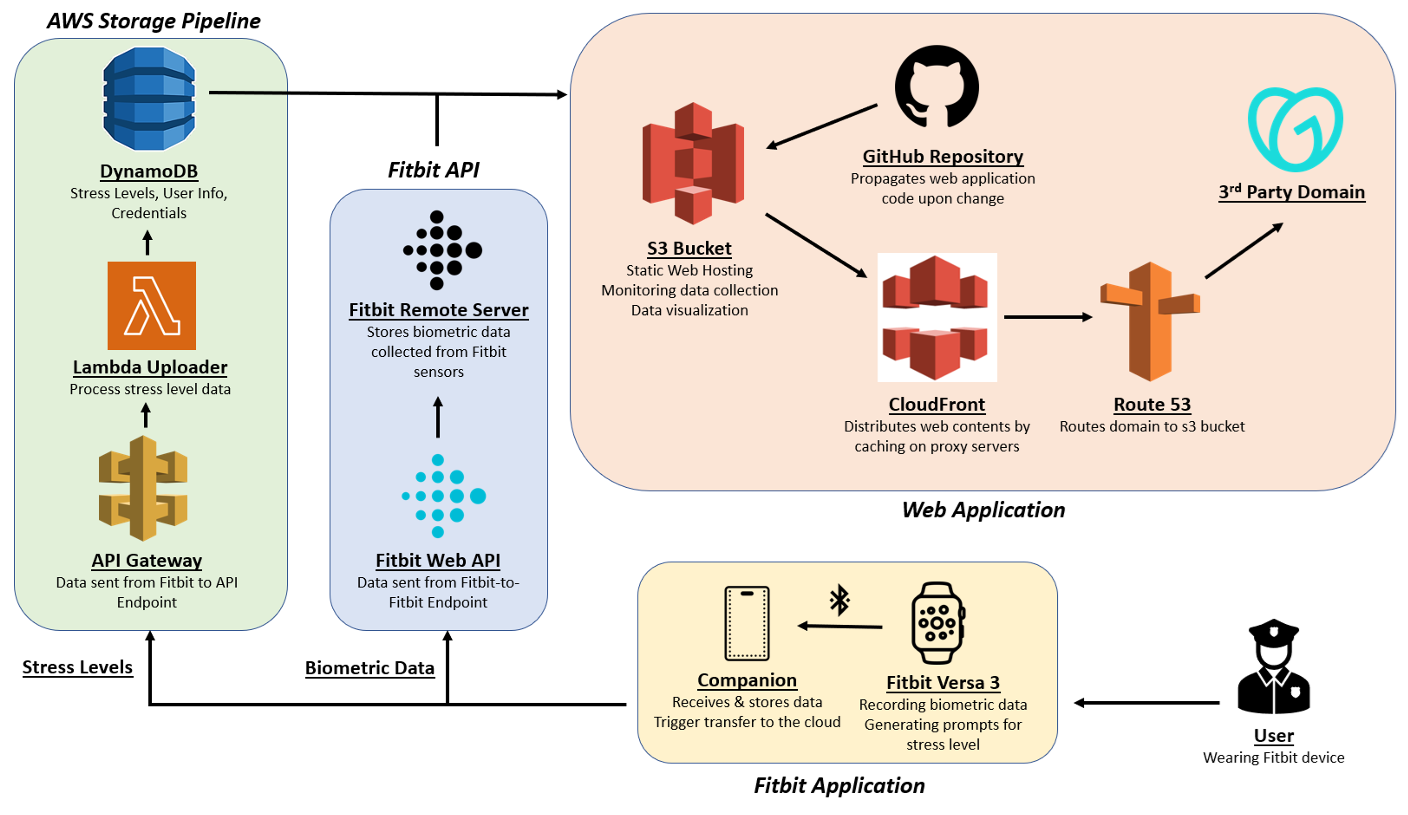 AWS Storage Pipeline
DynamoDB
Stress Levels, User Info,
Credentials
Lambda Uploader
Process stress level data
API Gateway
Data sent from Fitbit to API
Endpoint
Fitbit API
Fitbit Remote Server
Stores biometric data
collected from Fitbit
sensors
Fitbit Web API
Data sent from Fitbit-to-
Fitbit Endpoint
S3 Bucket
Static Web Hosting
Monitoring data collection
Data visualization
GitHub Repository
Propagates web application
code upon change
3rd Party Domain
CloudFront
Distributes web contents by
caching on proxy servers
Route 53
Routes domain to s3 bucket
Web Application
Stress Levels
Biometric Data
Companion
Receives & stores data
Trigger transfer to the cloud
Fitbit Versa 3
Recording biometric data
Generating prompts for
stress level
Fitbit Application
User
Wearing Fitbit device